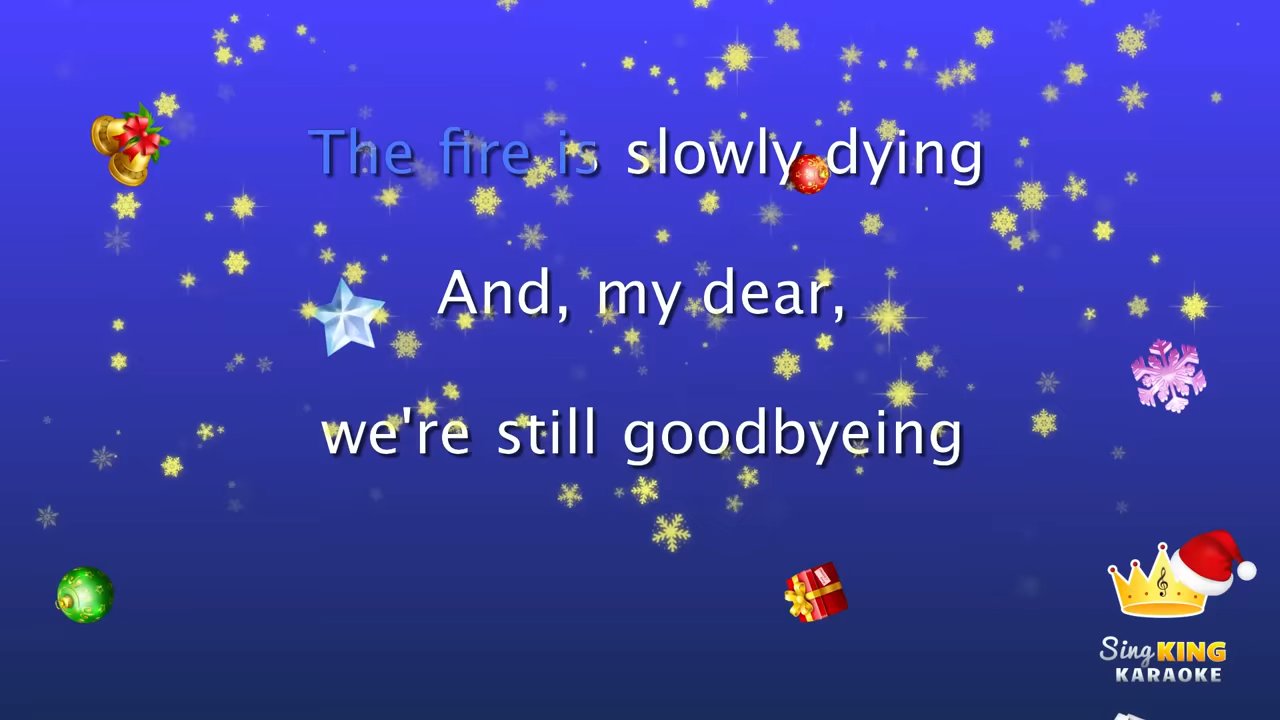 The fire is slowly dying
And, my dear,
we're still goodbyeing
Sing KING
KARAOKE